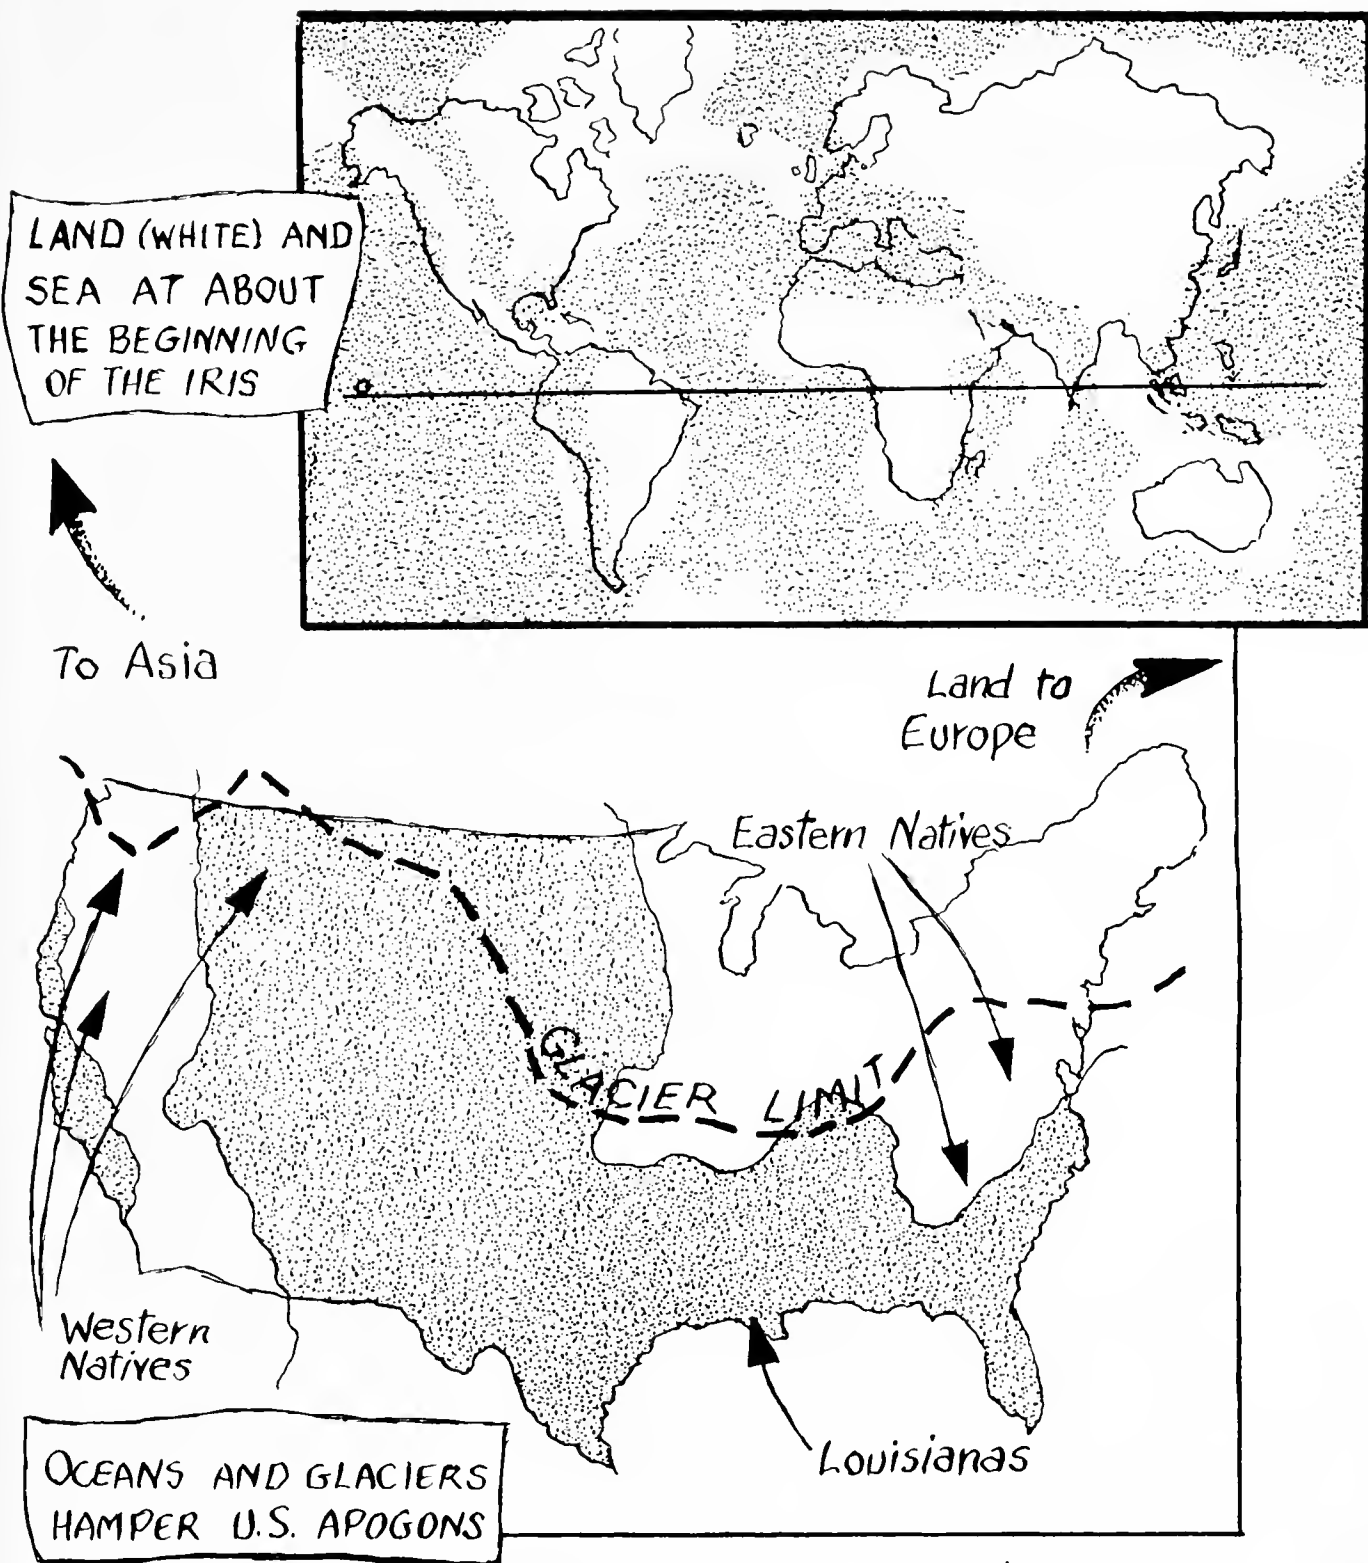 LAND (WHITE) AND
SEA AT ABOUT
THE BEGINNING
OF THE IRIS
To Asia
Land to
Europe
Eastern Natives
GLACIER LIMIT
Western
Natives
Louisianas
OCEANS AND GLACIERS
HAMPER U.S. APOGONS